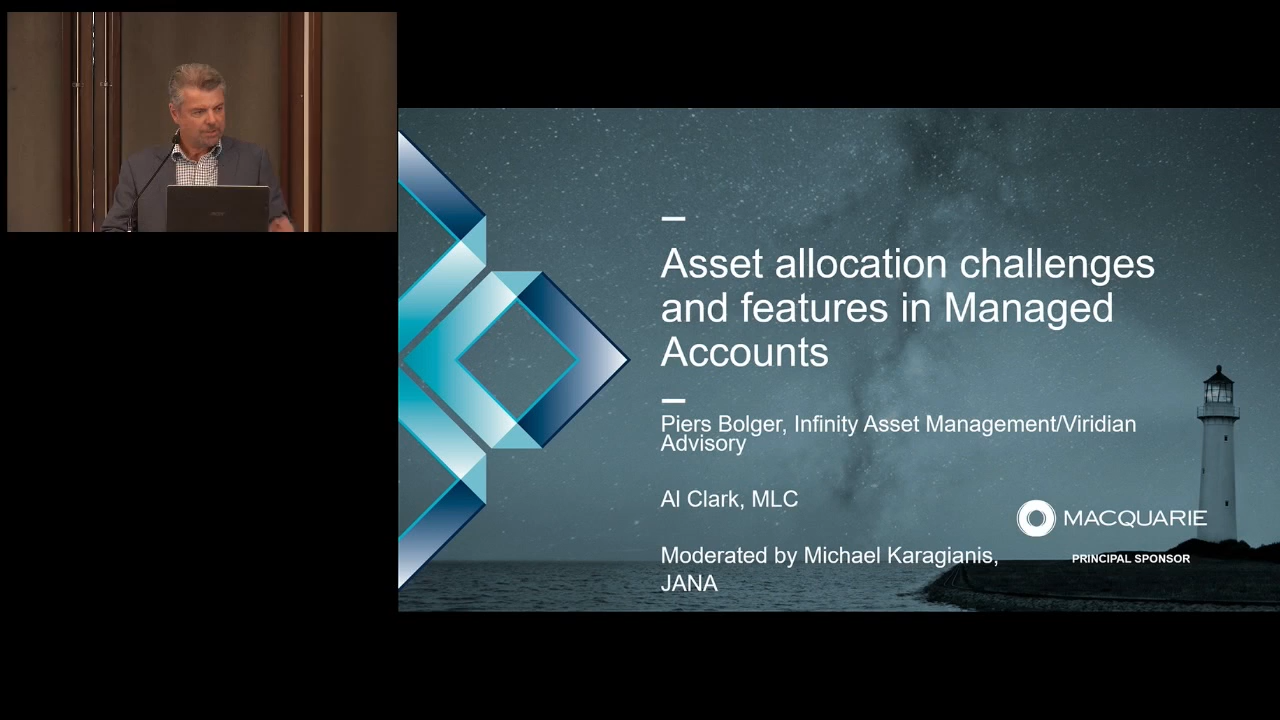 Asset allocation challenges
and features in Managed
Accounts
Piers Bolger, Infinity Asset Management/Viridian
Advisory
Al Clark, MLC
MACQUARIE
Moderated by Michael Karagianis,
PRINCIPAL SPONSOR
JANA